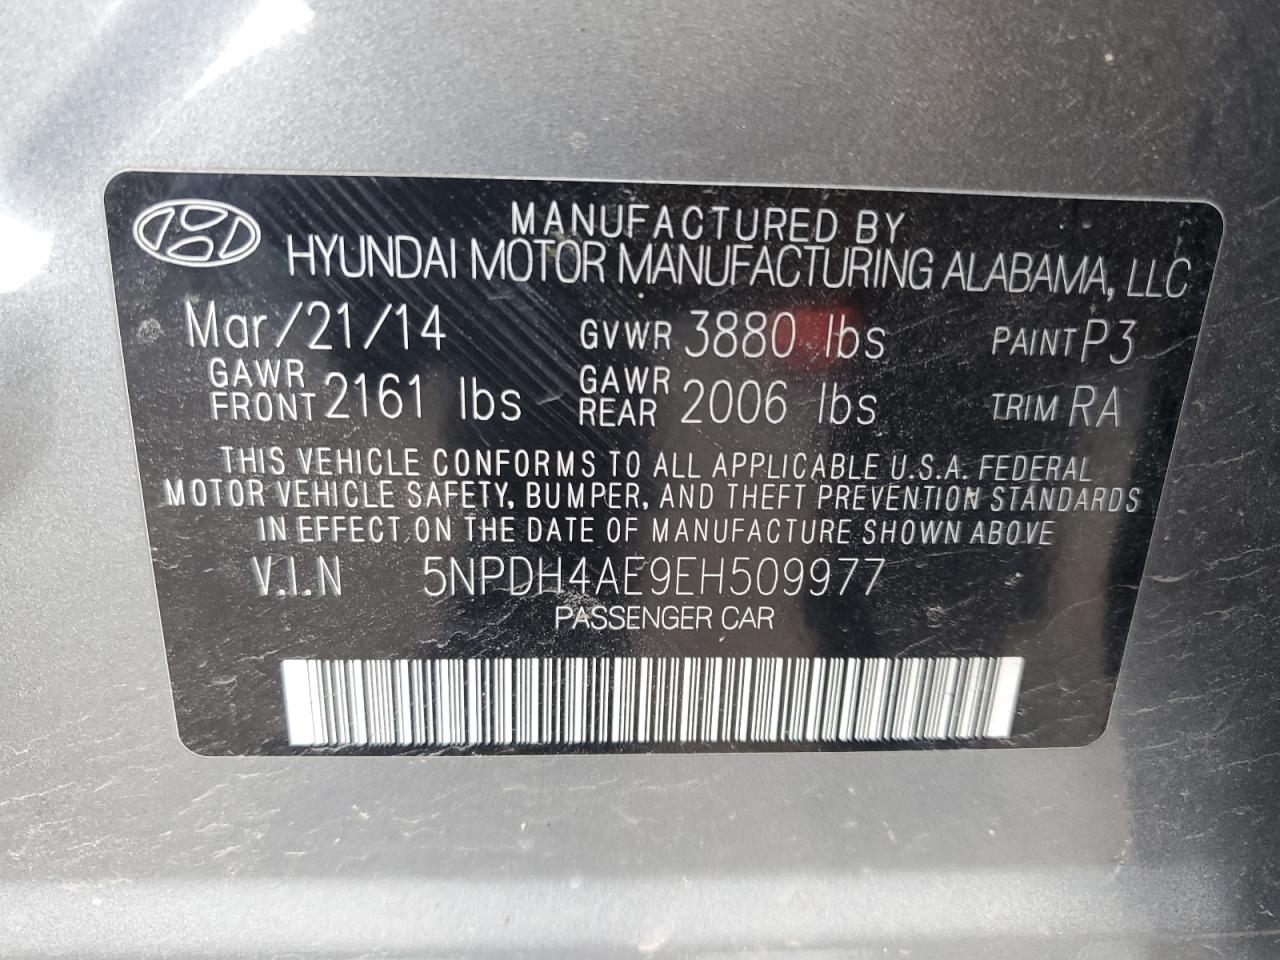 MANUFACTURED BY
HYUNDAI MOTOR MANUFACTURING ALABAMA, LLC
Mar/21/14 GVWR 3880 lbs PAINT P3
GAWR FRONT 2161 lbs GAWR REAR 2006 lbs TRIM RA
THIS VEHICLE CONFORMS TO ALL APPLICABLE U.S.A. FEDERAL
MOTOR VEHICLE SAFETY, BUMPER, AND THEFT PREVENTION STANDARDS
IN EFFECT ON THE DATE OF MANUFACTURE SHOWN ABOVE
V.I.N 5NPDH4AE9EH509977
PASSENGER CAR